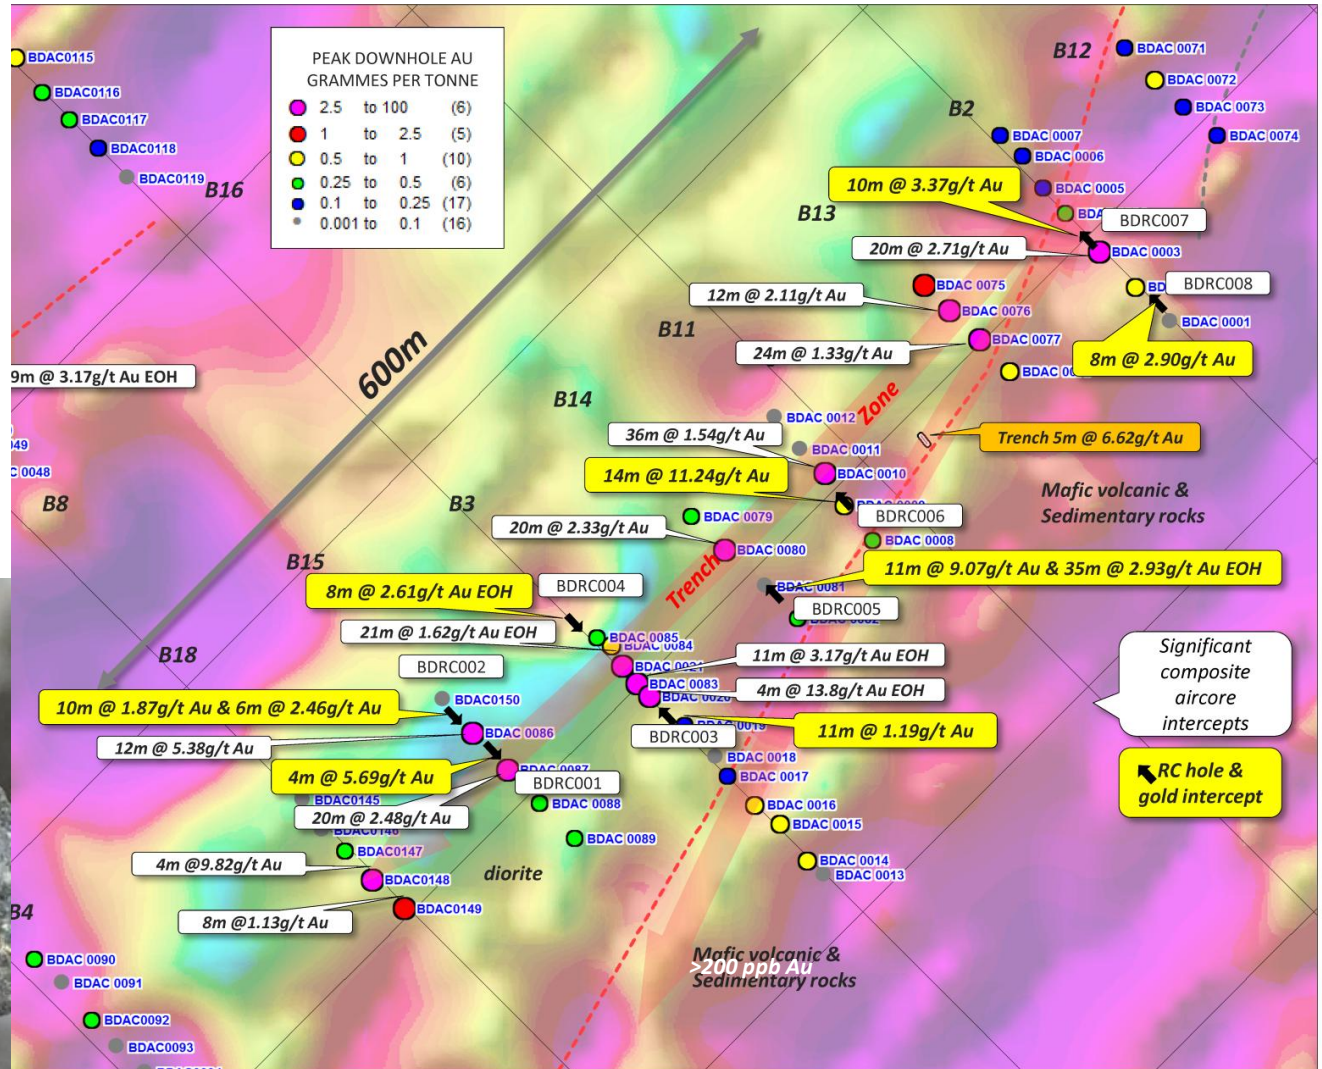 PEAK DOWNHOLE AU
GRAMMES PER TONNE
2.5 to 100 (6)
1 to 2.5 (5)
0.5 to 1 (10)
0.25 to 0.5 (6)
0.1 to 0.25 (17)
0.001 to 0.1 (16)
BDAC0115
BDAC0116
BDAC0117
BDAC0118
BDAC0119
B16
B12
BDAC 0071
BDAC 0072
BDAC 0073
BDAC 0074
B2
BDAC 0007
BDAC 0006
BDAC 0005
10m @ 3.37g/t Au
B13
BDRC007
BDAC 0003
20m @ 2.71g/t Au
BDRC008
BDAC 0001
BDAC 0075
12m @ 2.11g/t Au
BDAC 0076
B11
BDAC 0077
24m @ 1.33g/t Au
8m @ 2.90g/t Au
600m
9m @ 3.17g/t Au EOH
B14
Zone
BDAC 0012
36m @ 1.54g/t Au
BDAC 0011
Trench 5m @ 6.62g/t Au
049
C 0048
BDAC 0010
14m @ 11.24g/t Au
B8
B3
Mafic volcanic &
Sedimentary rocks
BDRC006
BDAC 0079
20m @ 2.33g/t Au
BDAC 0008
BDAC 0080
B15
Trench
11m @ 9.07g/t Au & 35m @ 2.93g/t Au EOH
BDAC 0081
BDRC004
8m @ 2.61g/t Au EOH
BDRC005
21m @ 1.62g/t Au EOH
BDAC 0085
0084
B18
BDRC002
11m @ 3.17g/t Au EOH
BDAC 0083
4m @ 13.8g/t Au EOH
Significant
composite
aircore
intercepts
BDAC0150
10m @ 1.87g/t Au & 6m @ 2.46g/t Au
BDAC 0086
12m @ 5.38g/t Au
BDRC003
11m @ 1.19g/t Au
BDAC 0018
4m @ 5.69g/t Au
BDRC001
BDAC 0017
RC hole &
gold intercept
BDAC0145
20m @ 2.48g/t Au
BDAC 0088
BDAC 0016
BDAC 0015
BDAC0146
BDAC 0089
BDAC0147
4m @9.82g/t Au
BDAC0148
diorite
BDAC 0014
BDAC 0013
8m @1.13g/t Au
BDAC0149
B4
BDAC 0090
BDAC 0091
Mafic volcanic &
>200 ppb Au
Sedimentary rocks
BDAC0092
BDAC0093